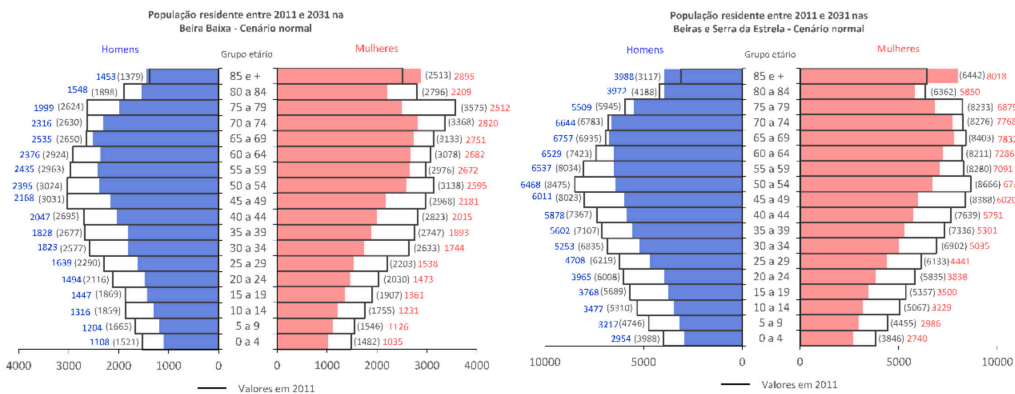 População residente entre 2011 e 2031 na
Beira Baixa - Cenário normal
Homens
Grupo etário
Mulheres
1453 (1379) 85 e + (2513) 2895
1548 (1898) 80 a 84 (2796) 2209
1999 (2624) 75 a 79 (3573) 2512
2316 (2630) 70 a 74 (3368) 2820
2535 (2650) 65 a 69 (3133) 2751
2376 (2924) 60 a 64 (3078) 2682
2435 (2963) 55 a 59 (2976) 2672
2395 (3024) 50 a 54 (3138) 2595
2168 (3031) 45 a 49 (2968) 2181
2047 (2695) 40 a 44 (2823) 2015
1828 (2677) 35 a 39 (2747) 1893
1823 (2577) 30 a 34 (2633) 1744
1639 (2290) 25 a 29 (2203) 1538
1494 (2116) 20 a 24 (2030) 1473
1447 (1869) 15 a 19 (1907) 1361
1316 (1859) 10 a 14 (1755) 1231
1204 (1665) 5 a 9 (1546) 1126
1108 (1521) 0 a 4 (1482) 1035
4000 3000 2000 1000 0 0 1000 2000 3000 4000
Valores em 2011
População residente entre 2011 e 2031 nas
Beiras e Serra da Estrela - Cenário normal
Homens
Grupo etário
Mulheres
3988 (3117) 85 e + (6442) 8018
3977 (4188) 80 a 84 (6362) 5850
5509 (5945) 75 a 79 (8233) 6879
6644 (6783) 70 a 74 (8276) 7768
6757 (6935) 65 a 69 (8403) 7832
6529 (7423) 60 a 64 (8211) 7286
6537 (8034) 55 a 59 (8280) 7091
6468 (8475) 50 a 54 (8666)
6011 (8023) 45 a 49 (8388) 6020
5878 (7367) 40 a 44 (7639) 5751
5602 (7107) 35 a 39 (7336) 5301
5253 (6835) 30 a 34 (6902) 5035
4708 (6219) 25 a 29 (6133) 4441
3965 (6008) 20 a 24 (5835) 3838
3768 (5689) 15 a 19 (5357) 3500
3477 (5310) 10 a 14 (5067) 3229
3217 (4746) 5 a 9 (4455) 2986
2954 (3988) 0 a 4 (3846) 2740
10000 5000 0 0 5000 10000
Valores em 2011